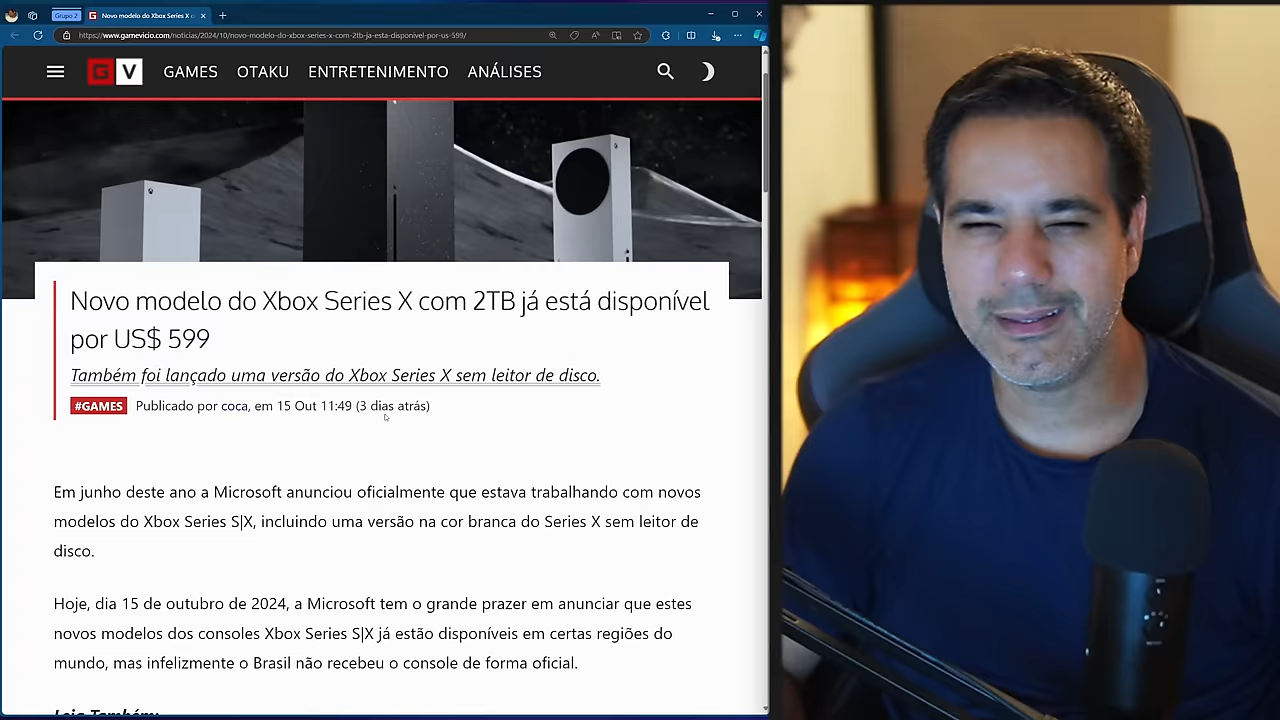 Grupo 2
Novo modelo do Xbox Series X c
https://www.gamevicio.com/noticias/2024/10/novo-modelo-do-xbox-series-x-com-2tb-ja-esta-disponivel-por-us-599/
G V GAMES OTAKU ENTRETENIMENTO ANÁLISES
Novo modelo do Xbox Series X com 2TB já está disponível
por US$ 599
Também foi lançado uma versão do Xbox Series X sem leitor de disco.
#GAMES Publicado por coca, em 15 Out 11:49 (3 dias atrás)
Em junho deste ano a Microsoft anunciou oficialmente que estava trabalhando com novos
modelos do Xbox Series S|X, incluindo uma versão na cor branca do Series X sem leitor de
disco.
Hoje, dia 15 de outubro de 2024, a Microsoft tem o grande prazer em anunciar que estes
novos modelos dos consoles Xbox Series S|X já estão disponíveis em certas regiões do
mundo, mas infelizmente o Brasil não recebeu o console de forma oficial.
Leia Também: